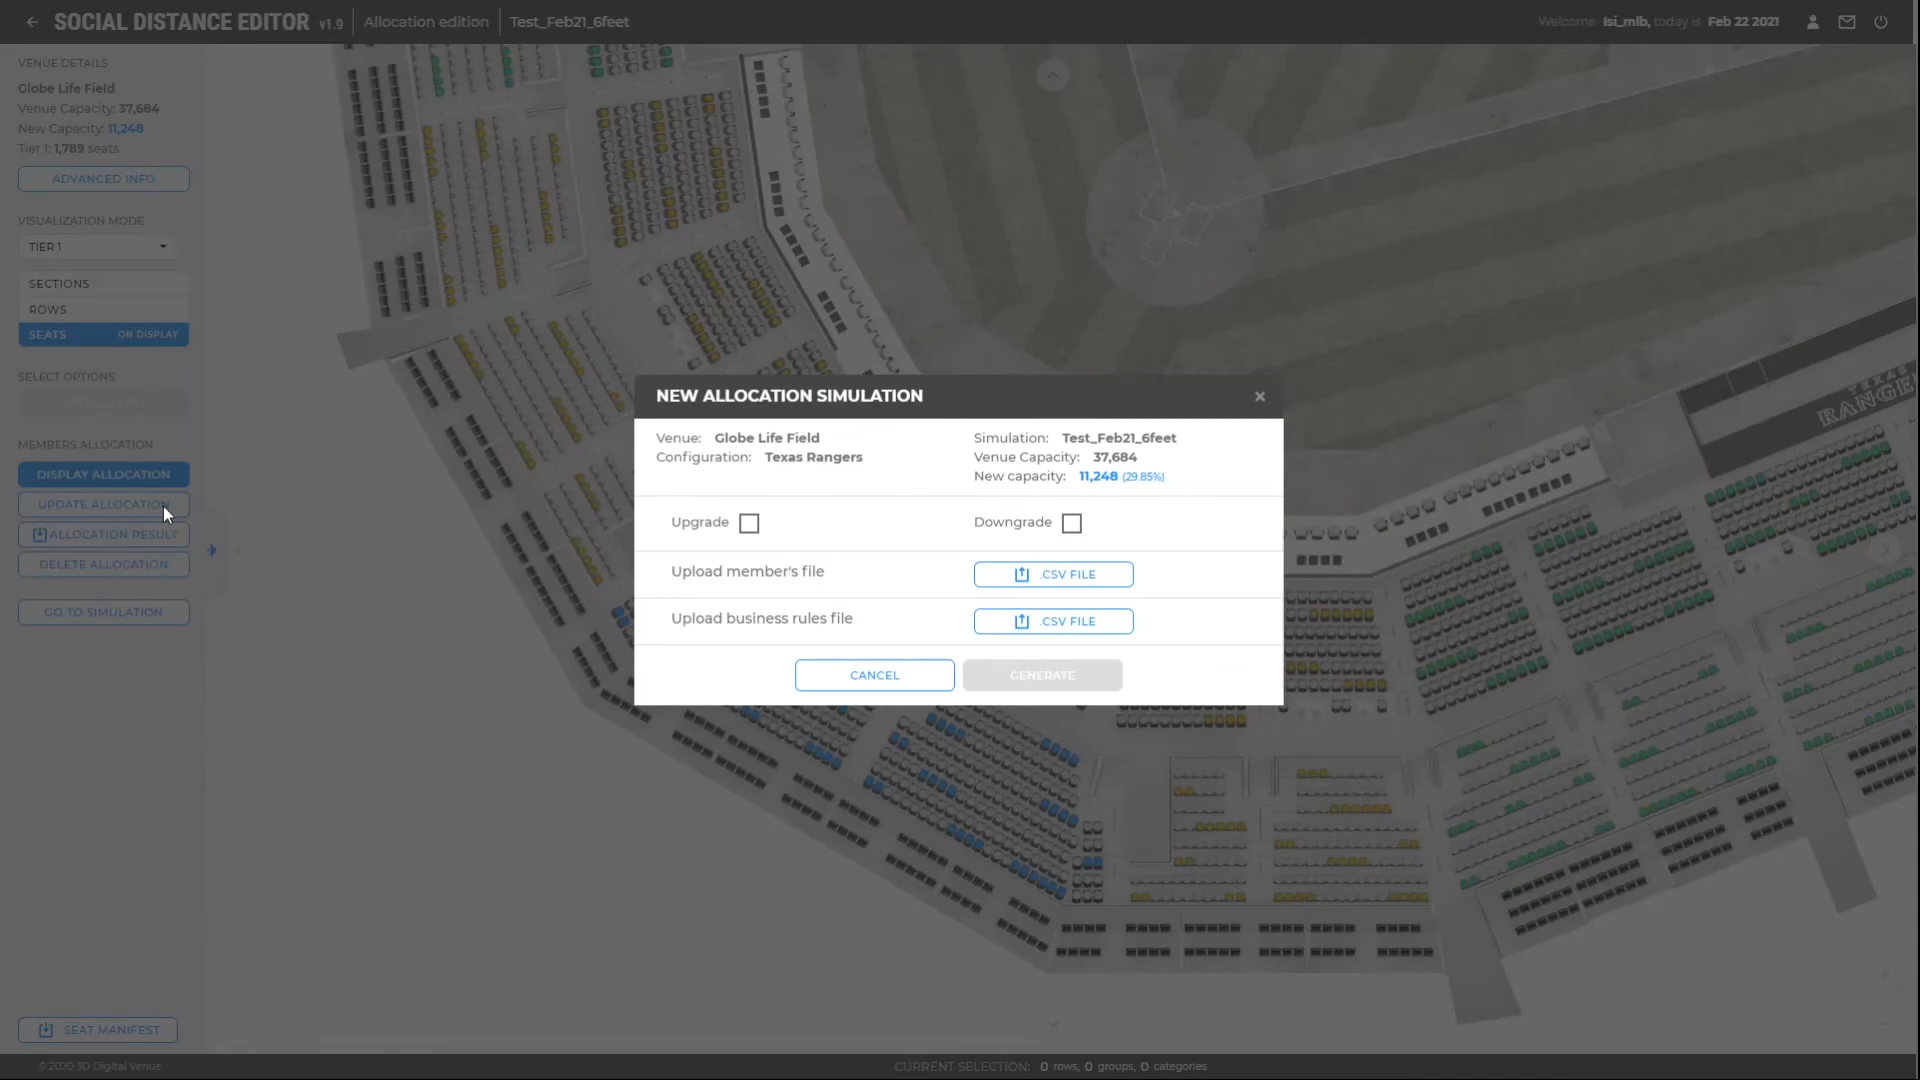 SOCIAL DISTANCE EDITOR v1.9 Allocation edition Test_Feb21_6feet
Welcome lsi_mlb, today is Feb 22 2021
VENUE DETAILS
Globe Life Field
Venue Capacity: 37,684
New Capacity: 11,248
Tier 1: 1,789 seats
ADVANCED INFO
VISUALIZATION MODE
TIER 1
SECTIONS
ROWS
SEATS ON DISPLAY
SELECT OPTIONS
MEMBERS ALLOCATION
DISPLAY ALLOCATION
UPDATE ALLOCATION
ALLOCATION RESULT
DELETE ALLOCATION
GO TO SIMULATION
SEAT MANIFEST
NEW ALLOCATION SIMULATION
Venue: Globe Life Field
Configuration: Texas Rangers
Simulation: Test_Feb21_6feet
Venue Capacity: 37,684
New capacity: 11,248 (29.85%)
Upgrade
Downgrade
Upload member's file
.CSV FILE
Upload business rules file
.CSV FILE
CANCEL
GENERATE
TEXAS
RANGE
© 2020 3D Digital Venue
CURRENT SELECTION: 0 rows, 0 groups, 0 categories